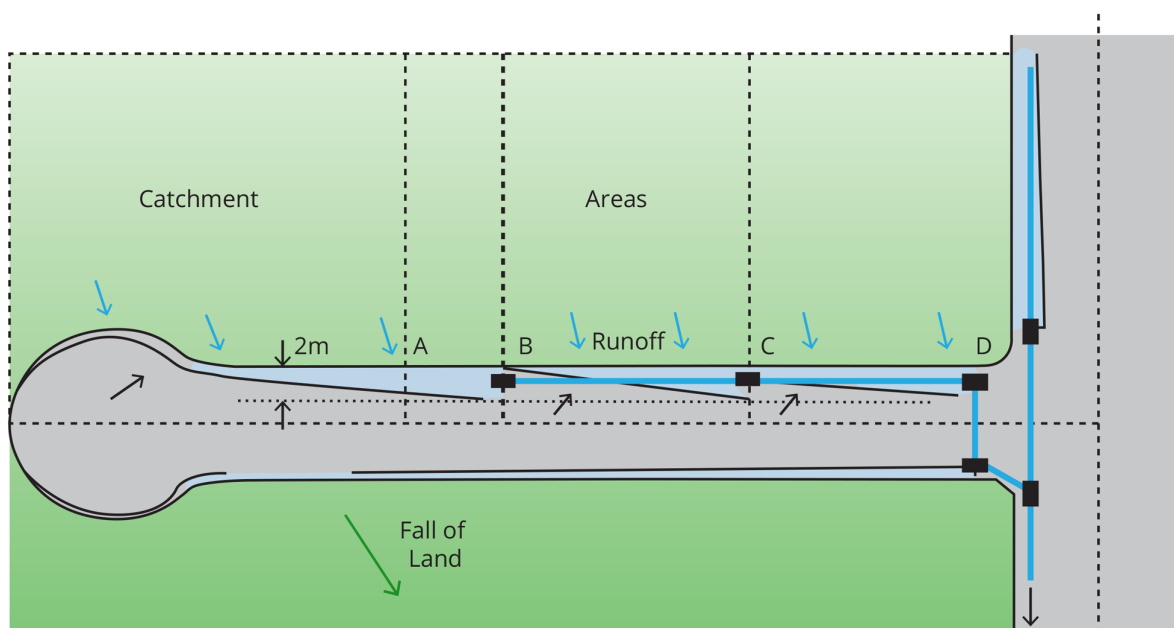 Catchment
Areas
2m
A
B
Runoff
C
D
Fall of
Land